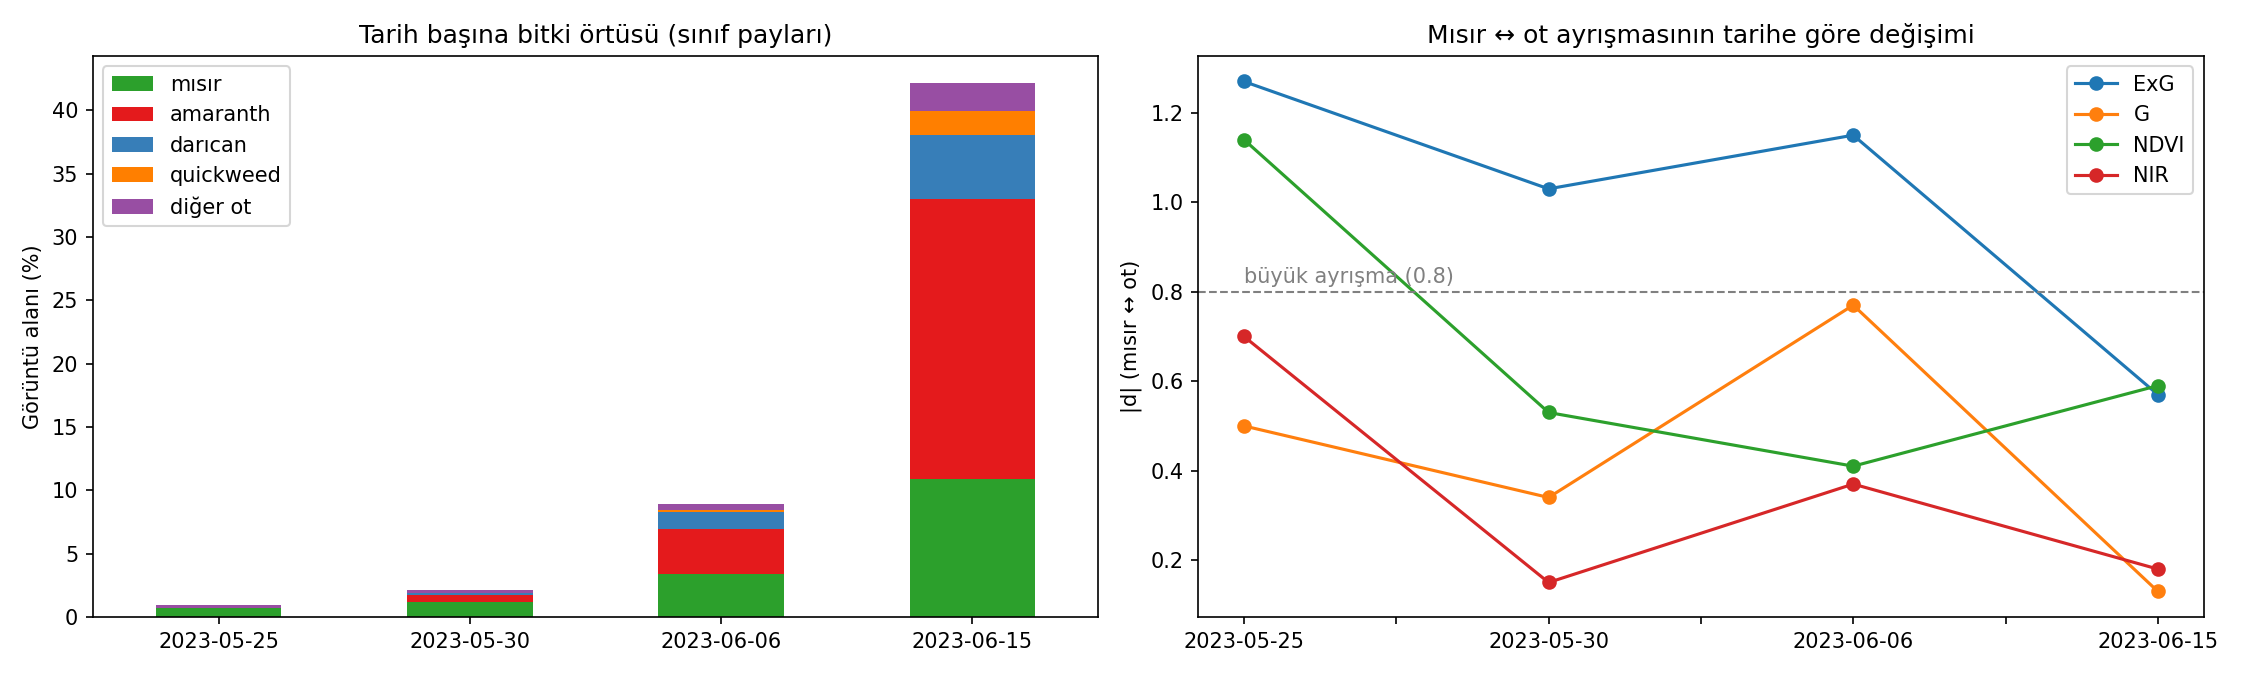 Tarih başına bitki örtüsü (sınıf payları)
Görüntü alanı (%)
40
35
30
25
20
15
10
5
0
mısır
amaranth
darıcan
quickweed
diğer ot
2023-05-25
2023-05-30
2023-06-06
2023-06-15
Mısır ↔ ot ayrışmasının tarihe göre değişimi
|d| (mısır ↔ ot)
1.2
1.0
0.8
0.6
0.4
0.2
büyük ayrışma (0.8)
ExG
G
NDVI
NIR
2023-05-25
2023-05-30
2023-06-06
2023-06-15